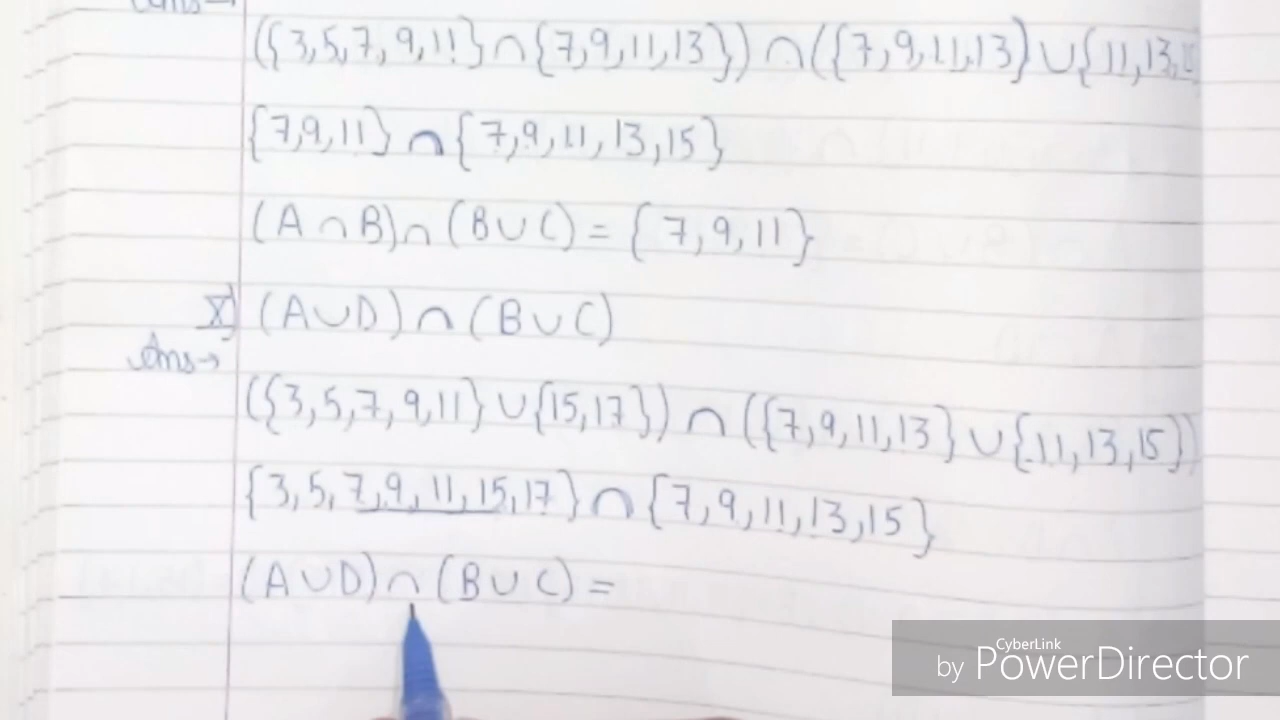 Ans→
({3,5,7,9,11}∩{7,9,11,13})∩({7,9,11,13}∪{11,13,
{7,9,11}∩{7,9,11,13,15}
(A∩B)∩(B∪C)={7,9,11}
X) (A∪D)∩(B∪C)
Ans→
({3,5,7,9,11}∪{15,17})∩({7,9,11,13}∪{11,13,15})
{3,5,7,9,11,15,17}∩{7,9,11,13,15}
(A∪D)∩(B∪C)=
CyberLink
by PowerDirector